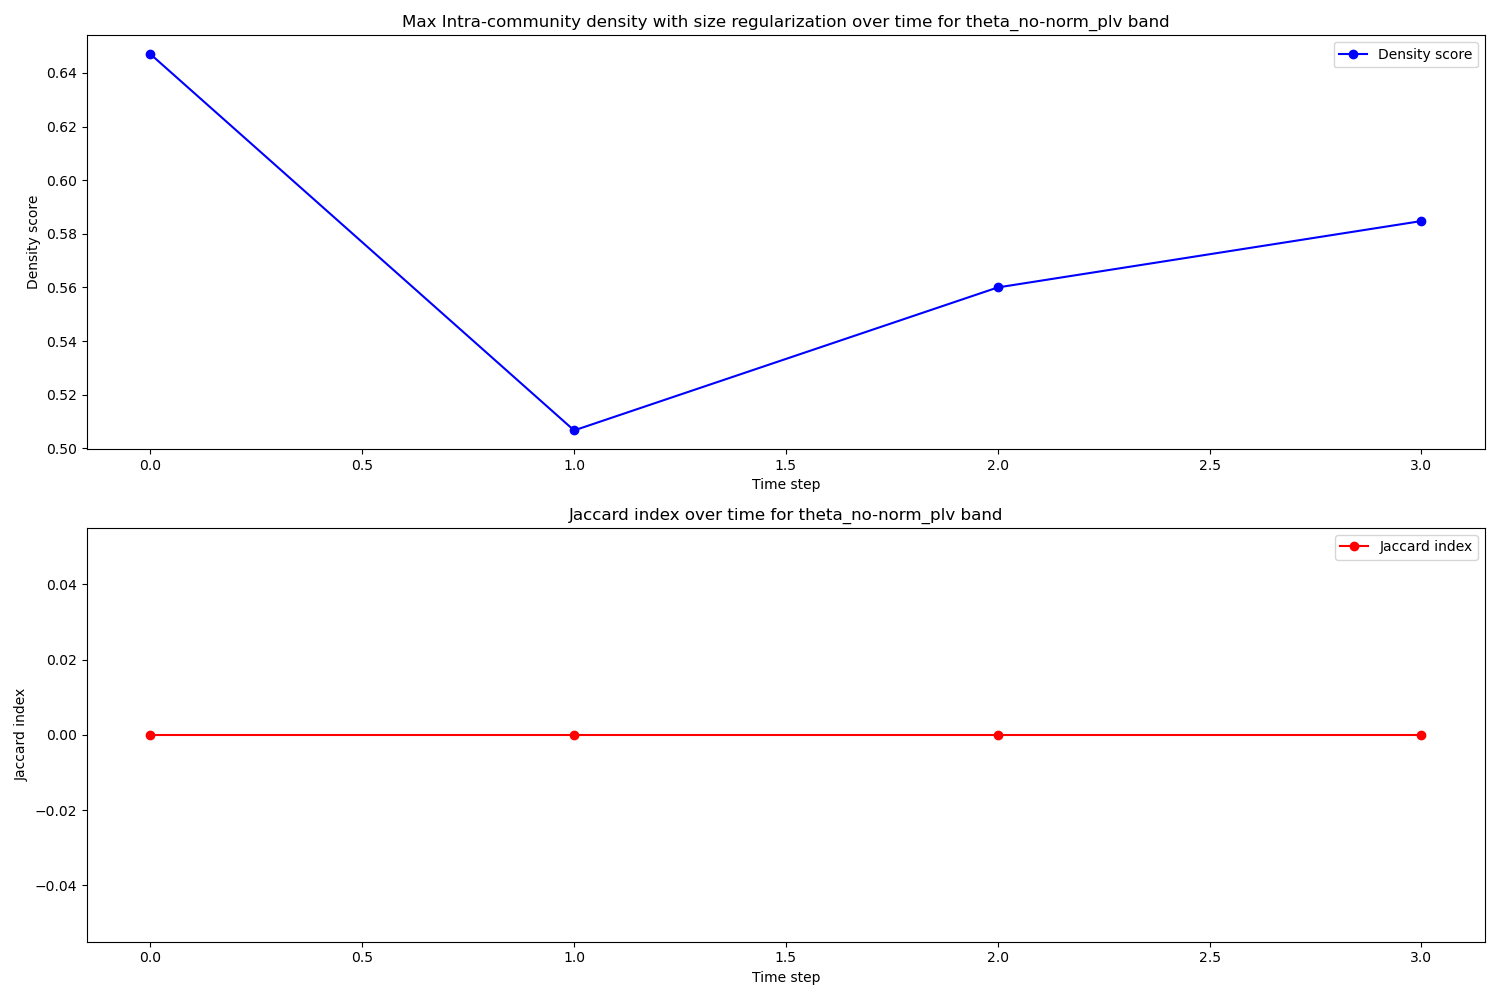 Max Intra-community density with size regularization over time for theta_no-norm_plv band
Density score
0.64
0.62
0.60
0.58
0.56
0.54
0.52
0.50
Density score
0.0 0.5 1.0 1.5 2.0 2.5 3.0
Time step
Jaccard index over time for theta_no-norm_plv band
Jaccard index
0.04
0.02
0.00
−0.02
−0.04
Jaccard index
0.0 0.5 1.0 1.5 2.0 2.5 3.0
Time step